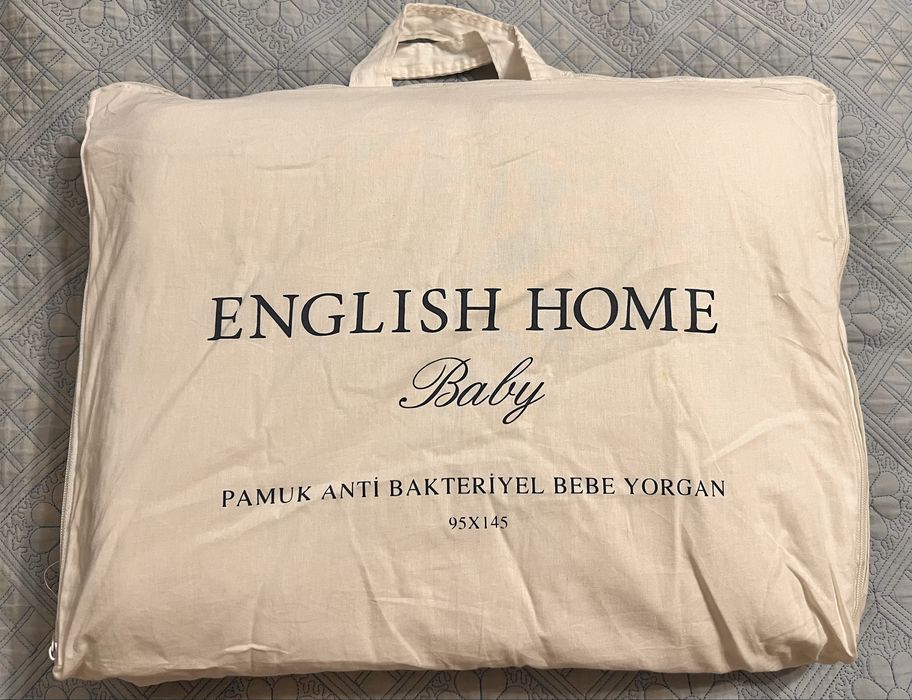 ENGLISH HOME
Baby
PAMUK ANTİ BAKTERİYEL BEBE YORGAN
95X145